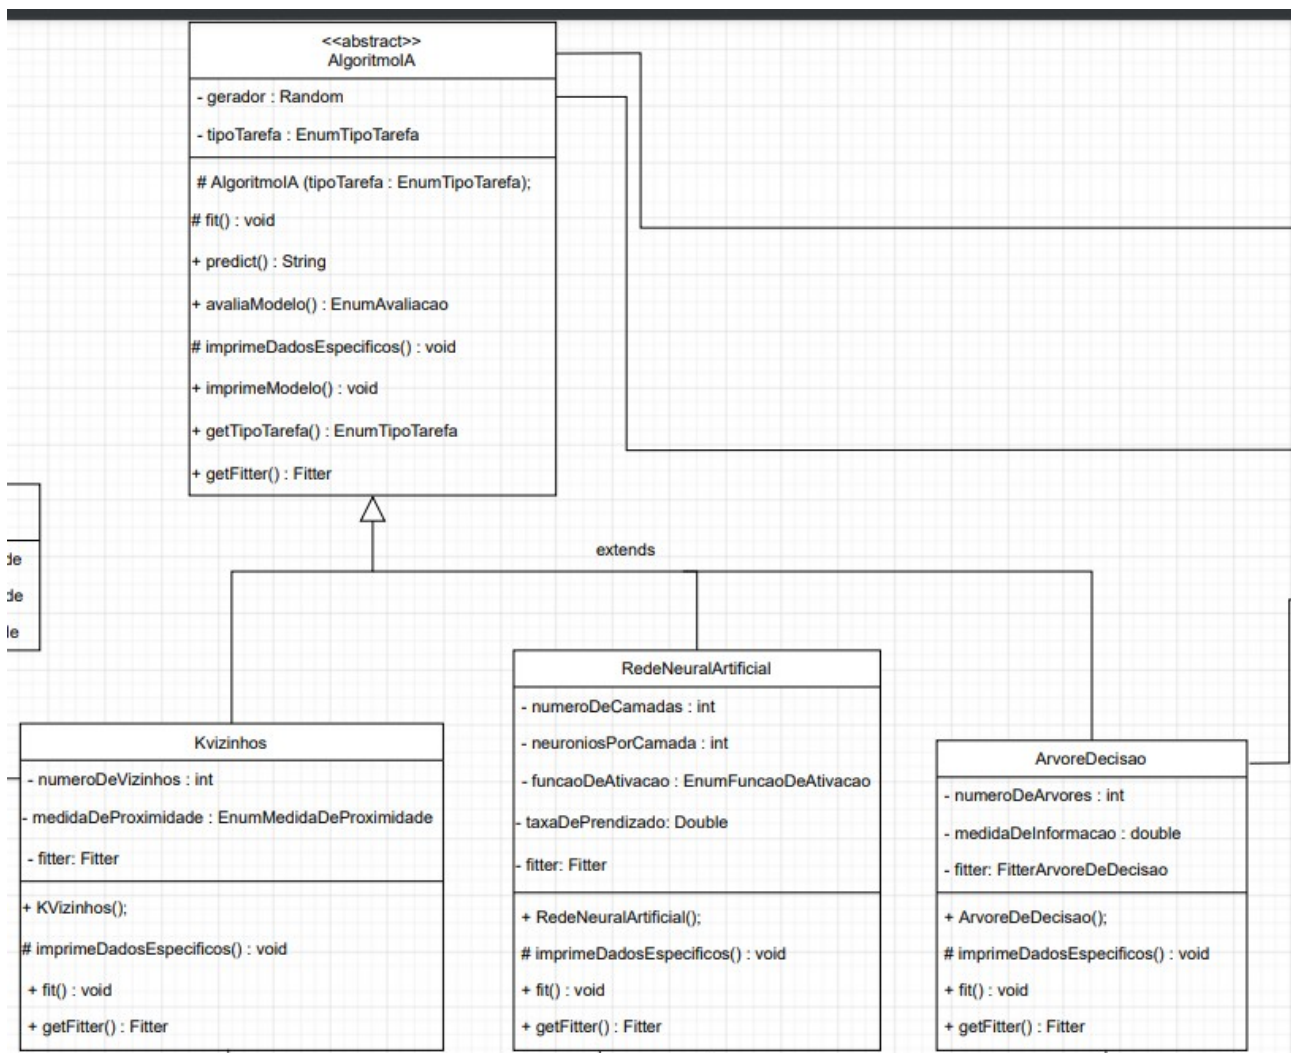 <<abstract>>
AlgoritmoIA
- gerador : Random
- tipoTarefa : EnumTipoTarefa
# AlgoritmoIA (tipoTarefa : EnumTipoTarefa);
# fit() : void
+ predict() : String
+ avaliaModelo() : EnumAvaliacao
# imprimeDadosEspecificos() : void
+ imprimeModelo() : void
+ getTipoTarefa() : EnumTipoTarefa
+ getFitter() : Fitter
de
de
le
extends
Kvizinhos
- numeroDeVizinhos : int
- medidaDeProximidade : EnumMedidaDeProximidade
- fitter: Fitter
+ KVizinhos();
# imprimeDadosEspecificos() : void
+ fit() : void
+ getFitter() : Fitter
RedeNeuralArtificial
- numeroDeCamadas : int
- neuroniosPorCamada : int
- funcaoDeAtivacao : EnumFuncaoDeAtivacao
- taxaDePrendizado: Double
- fitter: Fitter
+ RedeNeuralArtificial();
# imprimeDadosEspecificos() : void
+ fit() : void
+ getFitter() : Fitter
ArvoreDecisao
- numeroDeArvores : int
- medidaDeInformacao : double
- fitter: FitterArvoreDeDecisao
+ ArvoreDeDecisao();
# imprimeDadosEspecificos() : void
+ fit() : void
+ getFitter() : Fitter